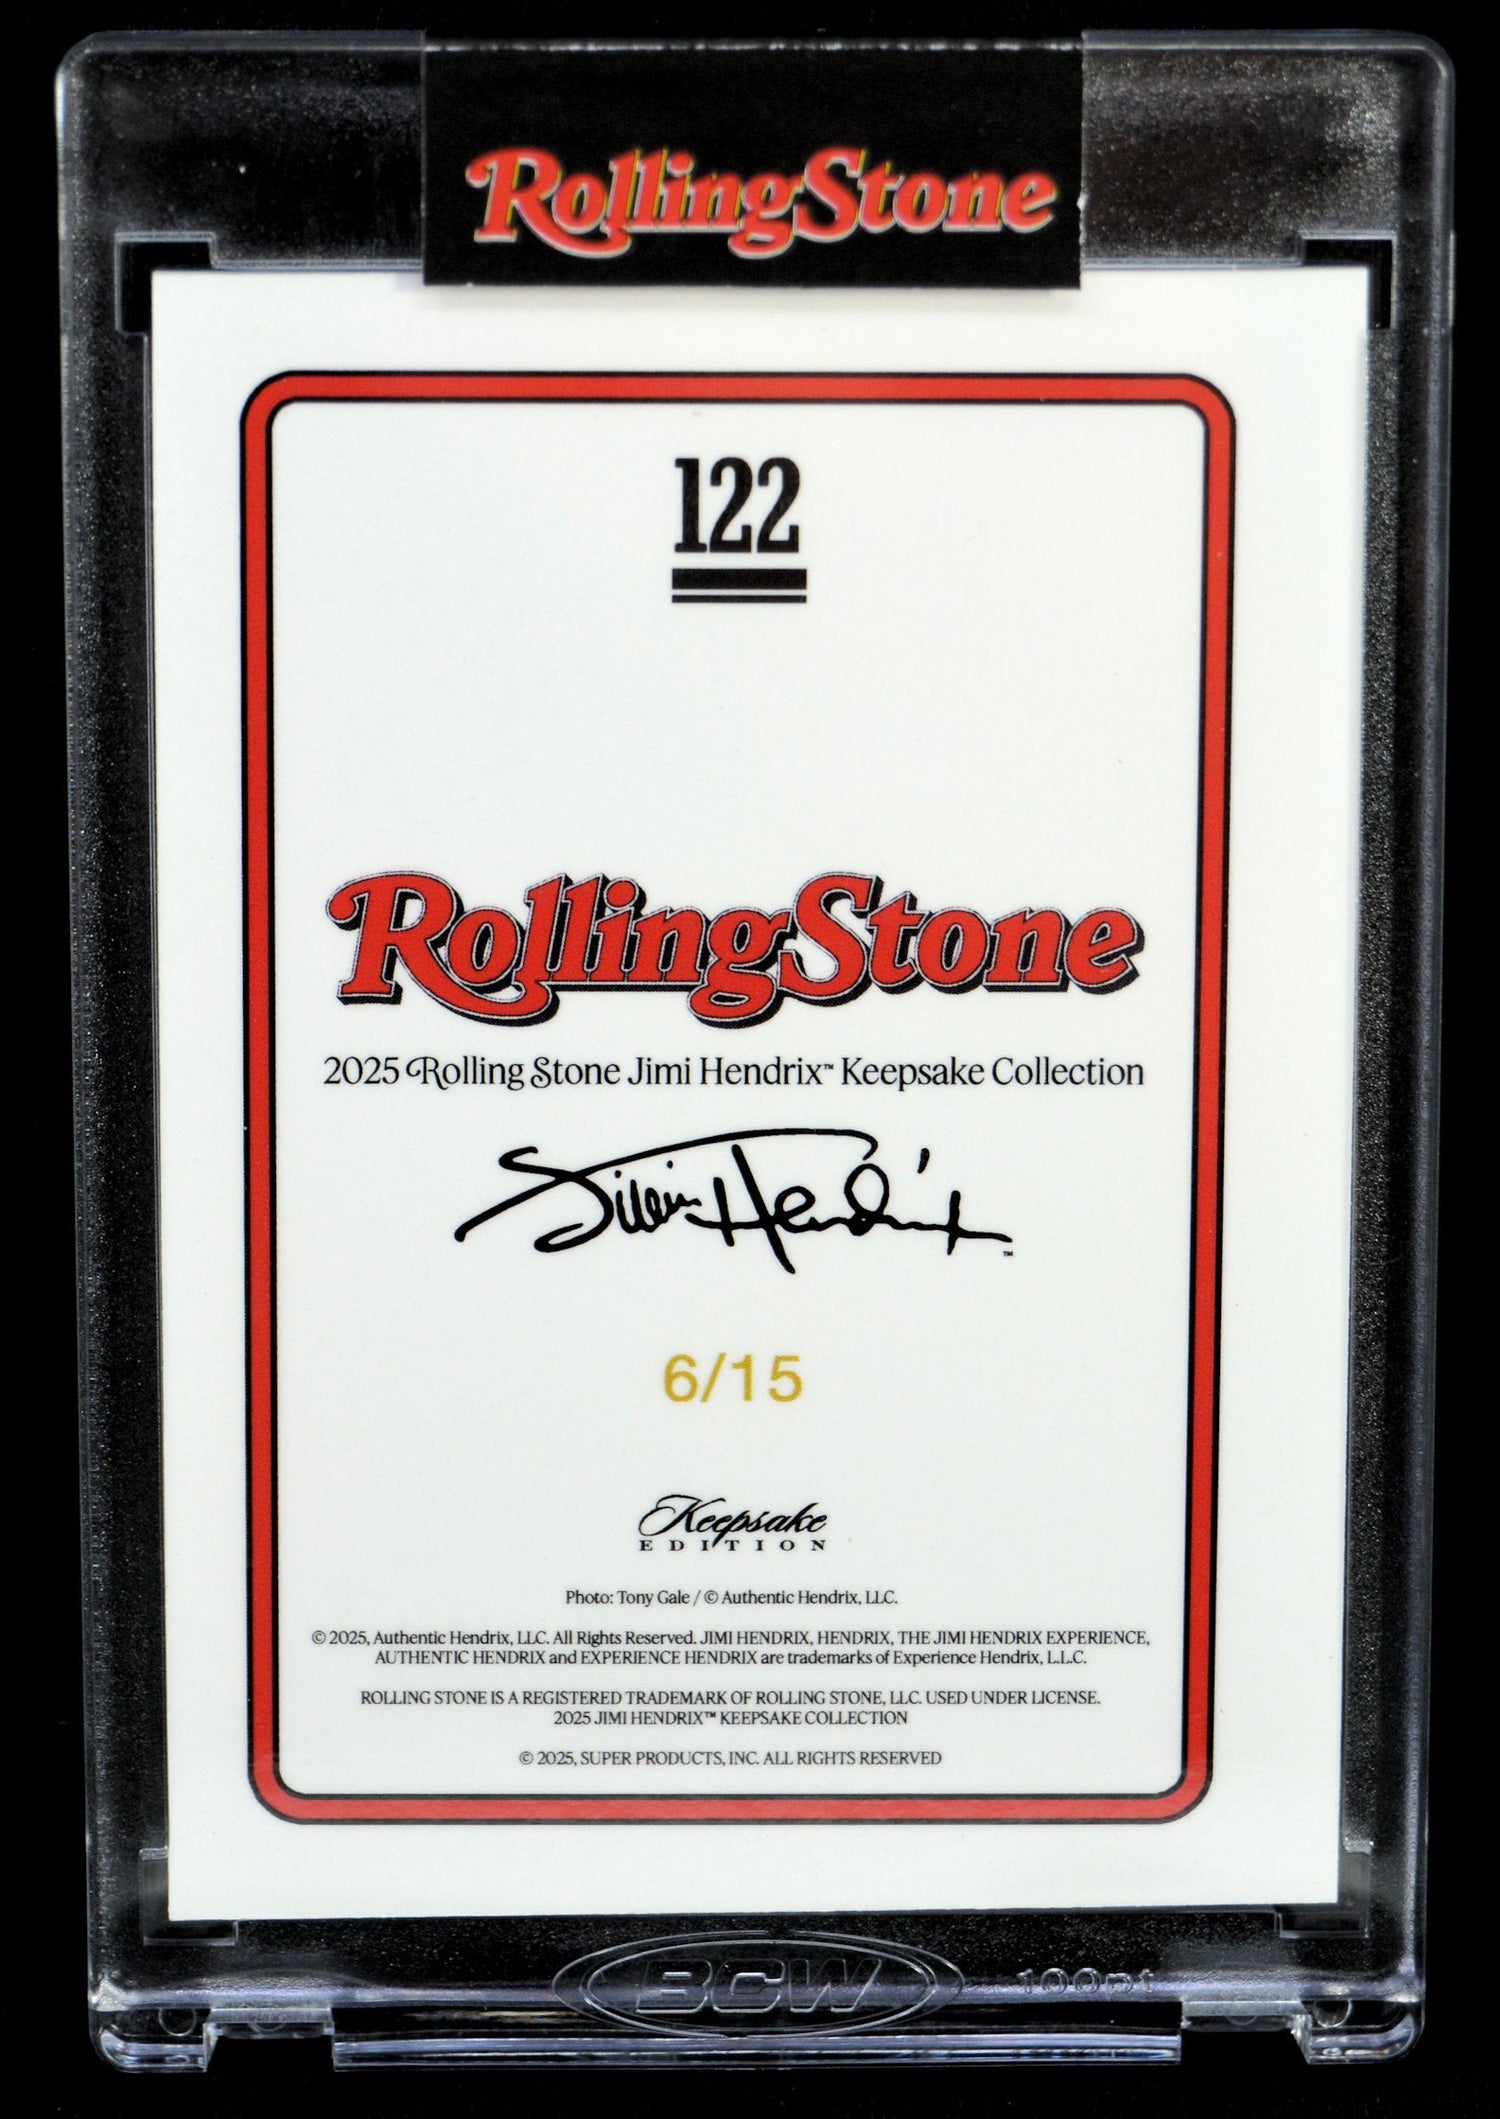 RollingStone
122
RollingStone
2025 Rolling Stone Jimi Hendrix™ Keepsake Collection
Jimi Hendrix™
6/15
Keepsake
EDITION
Photo: Tony Gale / © Authentic Hendrix, LLC.
© 2025, Authentic Hendrix, LLC. All Rights Reserved. JIMI HENDRIX, HENDRIX, THE JIMI HENDRIX EXPERIENCE,
AUTHENTIC HENDRIX and EXPERIENCE HENDRIX are trademarks of Experience Hendrix, L.L.C.
ROLLING STONE IS A REGISTERED TRADEMARK OF ROLLING STONE, LLC. USED UNDER LICENSE.
2025 JIMI HENDRIX™ KEEPSAKE COLLECTION
© 2025, SUPER PRODUCTS, INC. ALL RIGHTS RESERVED
BCW 100pt